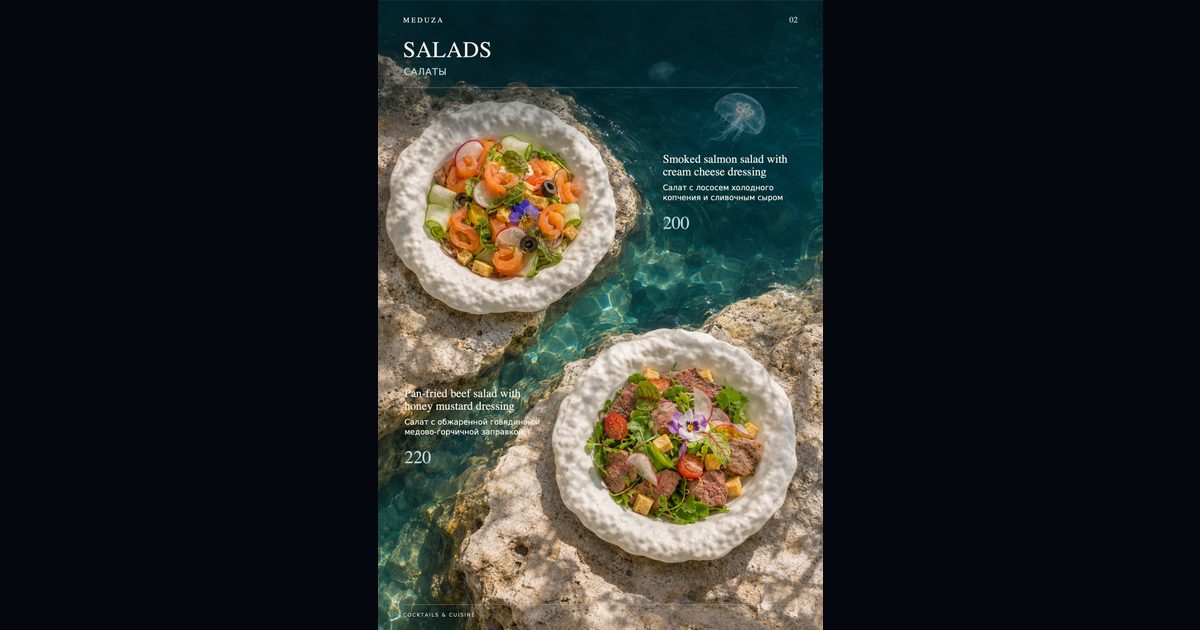 MEDUZA
02
SALADS
САЛАТЫ
Smoked salmon salad with
cream cheese dressing
Салат с лососем холодного
копчения и сливочным сыром
200
Pan-fried beef salad with
honey mustard dressing
Салат с обжаренной говядиной и
медово-горчичной заправкой
220
COCKTAILS & CUISINE